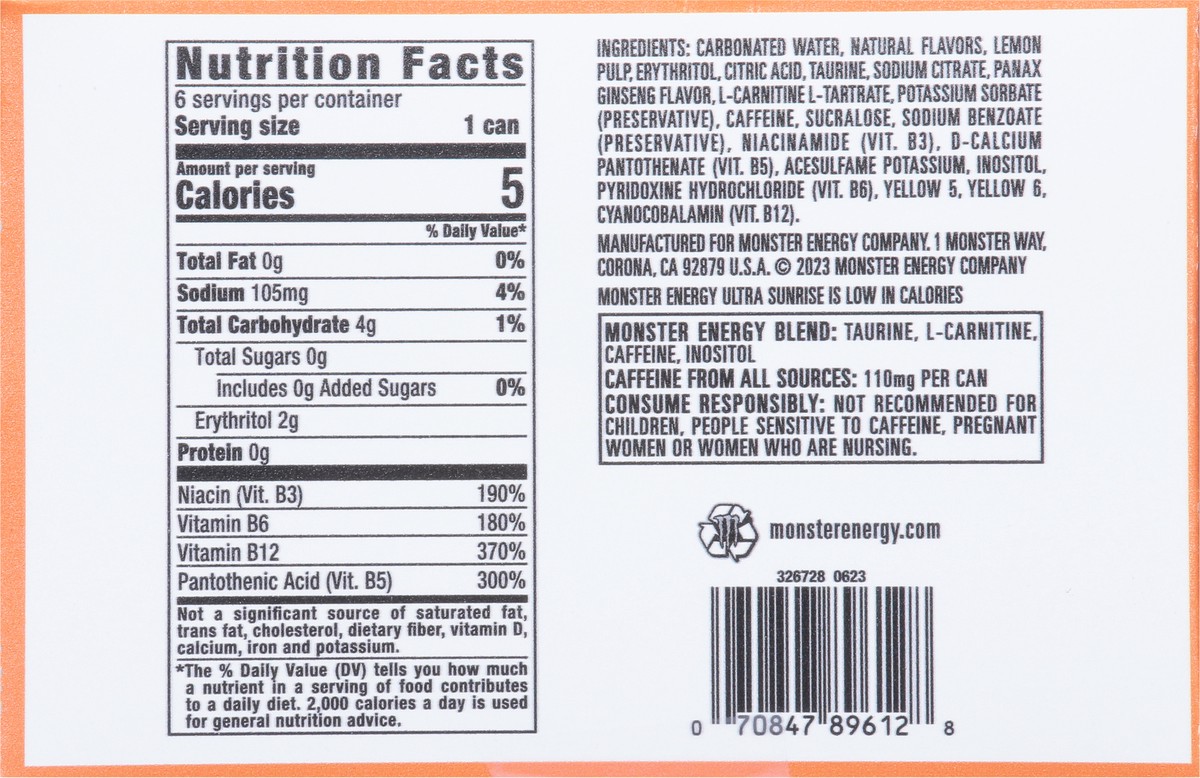 Nutrition Facts
6 servings per container
Serving size 1 can
Amount per serving
Calories 5
% Daily Value*
Total Fat 0g 0%
Sodium 105mg 4%
Total Carbohydrate 4g 1%
Total Sugars 0g
Includes 0g Added Sugars 0%
Erythritol 2g
Protein 0g
Niacin (Vit. B3) 190%
Vitamin B6 180%
Vitamin B12 370%
Pantothenic Acid (Vit. B5) 300%
Not a significant source of saturated fat,
trans fat, cholesterol, dietary fiber, vitamin D,
calcium, iron and potassium.
*The % Daily Value (DV) tells you how much
a nutrient in a serving of food contributes
to a daily diet. 2,000 calories a day is used
for general nutrition advice.
INGREDIENTS: CARBONATED WATER, NATURAL FLAVORS, LEMON
PULP, ERYTHRITOL, CITRIC ACID, TAURINE, SODIUM CITRATE, PANAX
GINSENG FLAVOR, L-CARNITINE L-TARTRATE, POTASSIUM SORBATE
(PRESERVATIVE), CAFFEINE, SUCRALOSE, SODIUM BENZOATE
(PRESERVATIVE), NIACINAMIDE (VIT. B3), D-CALCIUM
PANTOTHENATE (VIT. B5), ACESULFAME POTASSIUM, INOSITOL,
PYRIDOXINE HYDROCHLORIDE (VIT. B6), YELLOW 5, YELLOW 6,
CYANOCOBALAMIN (VIT. B12).
MANUFACTURED FOR MONSTER ENERGY COMPANY. 1 MONSTER WAY,
CORONA, CA 92879 U.S.A. © 2023 MONSTER ENERGY COMPANY
MONSTER ENERGY ULTRA SUNRISE IS LOW IN CALORIES
MONSTER ENERGY BLEND: TAURINE, L-CARNITINE,
CAFFEINE, INOSITOL
CAFFEINE FROM ALL SOURCES: 110mg PER CAN
CONSUME RESPONSIBLY: NOT RECOMMENDED FOR
CHILDREN, PEOPLE SENSITIVE TO CAFFEINE, PREGNANT
WOMEN OR WOMEN WHO ARE NURSING.
monsterenergy.com
326728 0623
0 70847 89612 8